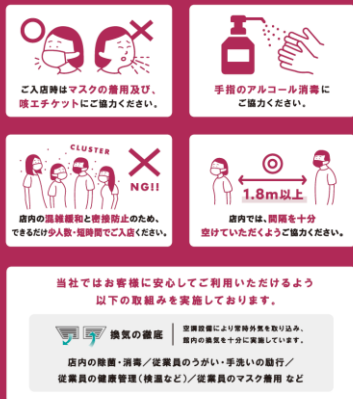 ご入店時はマスクの着用及び、
咳エチケットにご協力ください。
手指のアルコール消毒に
ご協力ください。
CLUSTER
NG!!
店内の混雑緩和と密接防止のため、
できるだけ少人数・短時間でご入店ください。
1.8m以上
店内では、間隔を十分
空けていただくようご協力ください。
当社ではお客様に安心してご利用いただけるよう
以下の取組みを実施しております。
換気の徹底
空調設備により常時外気を取り込み、
館内の換気を十分に実施しています。
店内の除菌・消毒／従業員のうがい・手洗いの励行／
従業員の健康管理(検温など)／従業員のマスク着用 など